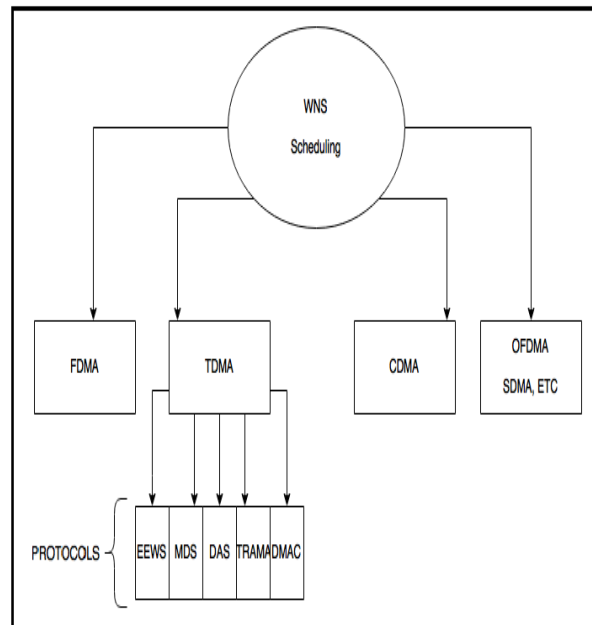 WNS
Scheduling
FDMA
TDMA
CDMA
OFDMA
SDMA, ETC
PROTOCOLS
EEWS
MDS
DAS
TRAMA
DMAC